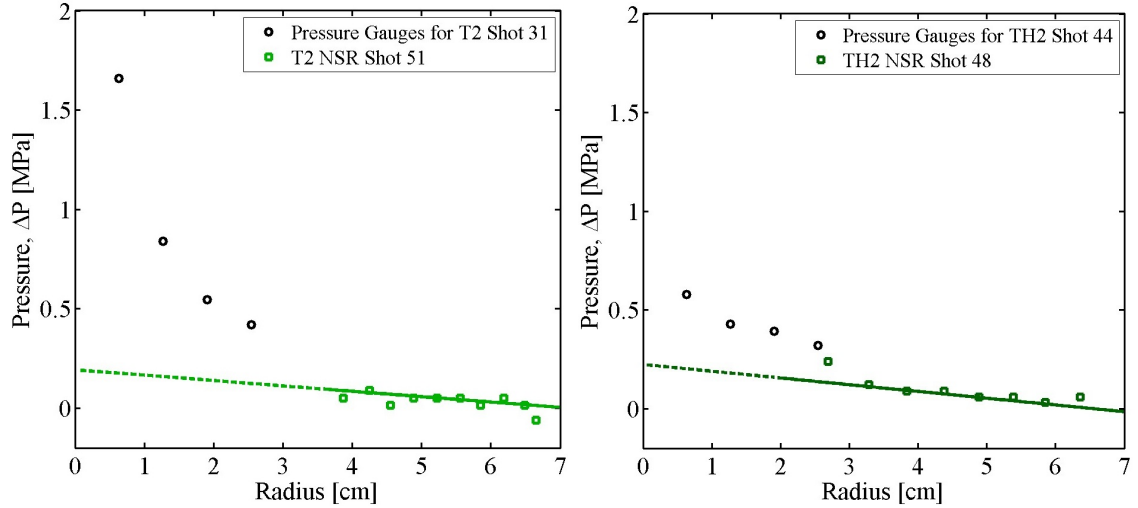 2
1.5
1
0.5
0
Pressure, ΔP [MPa]
Pressure Gauges for T2 Shot 31
T2 NSR Shot 51
0 1 2 3 4 5 6 7
Radius [cm]
2
1.5
1
0.5
0
Pressure, ΔP [MPa]
Pressure Gauges for TH2 Shot 44
TH2 NSR Shot 48
0 1 2 3 4 5 6 7
Radius [cm]